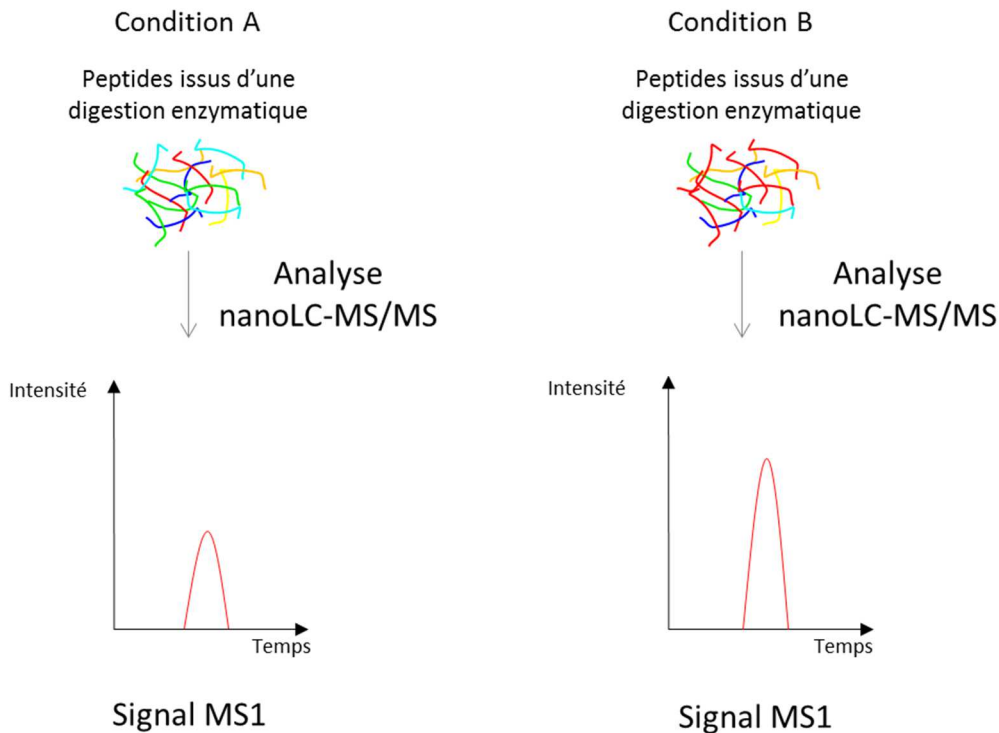 Condition A
Peptides issus d’une
digestion enzymatique
Analyse
nanoLC-MS/MS
Intensité
Temps
Signal MS1
Condition B
Peptides issus d’une
digestion enzymatique
Analyse
nanoLC-MS/MS
Intensité
Temps
Signal MS1